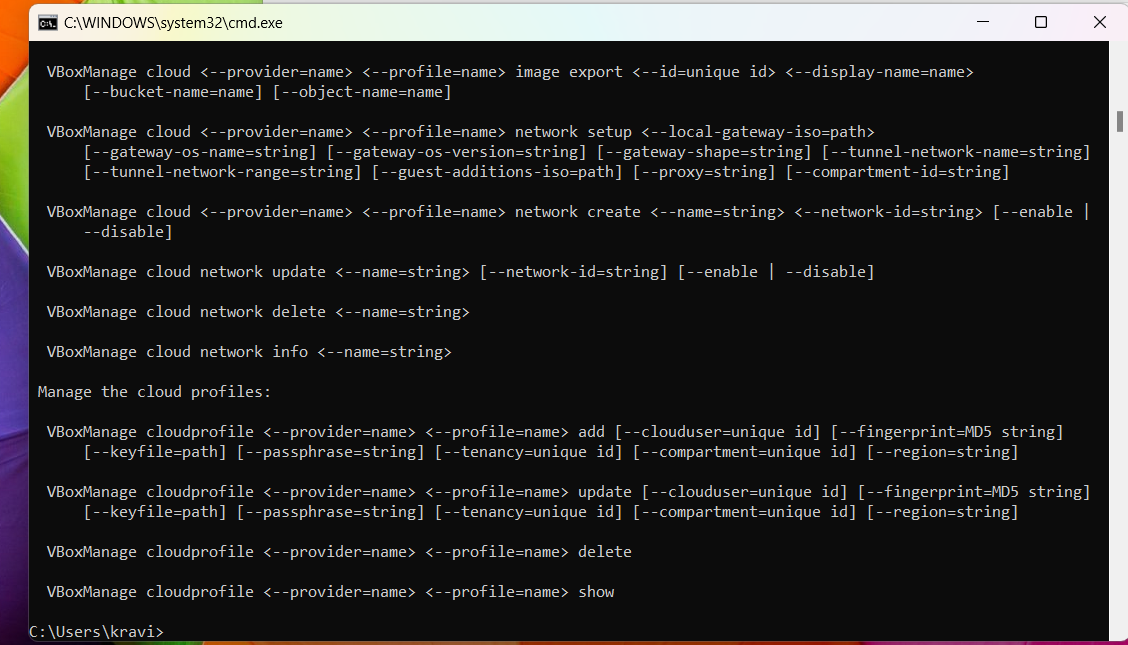 C:\WINDOWS\system32\cmd.exe
VBoxManage cloud <--provider=name> <--profile=name> image export <--id=unique id> <--display-name=name>
[--bucket-name=name] [--object-name=name]
VBoxManage cloud <--provider=name> <--profile=name> network setup <--local-gateway-iso=path>
[--gateway-os-name=string] [--gateway-os-version=string] [--gateway-shape=string] [--tunnel-network-name=string]
[--tunnel-network-range=string] [--guest-additions-iso=path] [--proxy=string] [--compartment-id=string]
VBoxManage cloud <--provider=name> <--profile=name> network create <--name=string> <--network-id=string> [--enable |
--disable]
VBoxManage cloud network update <--name=string> [--network-id=string] [--enable | --disable]
VBoxManage cloud network delete <--name=string>
VBoxManage cloud network info <--name=string>
Manage the cloud profiles:
VBoxManage cloudprofile <--provider=name> <--profile=name> add [--clouduser=unique id] [--fingerprint=MD5 string]
[--keyfile=path] [--passphrase=string] [--tenancy=unique id] [--compartment=unique id] [--region=string]
VBoxManage cloudprofile <--provider=name> <--profile=name> update [--clouduser=unique id] [--fingerprint=MD5 string]
[--keyfile=path] [--passphrase=string] [--tenancy=unique id] [--compartment=unique id] [--region=string]
VBoxManage cloudprofile <--provider=name> <--profile=name> delete
VBoxManage cloudprofile <--provider=name> <--profile=name> show
C:\Users\kravi>